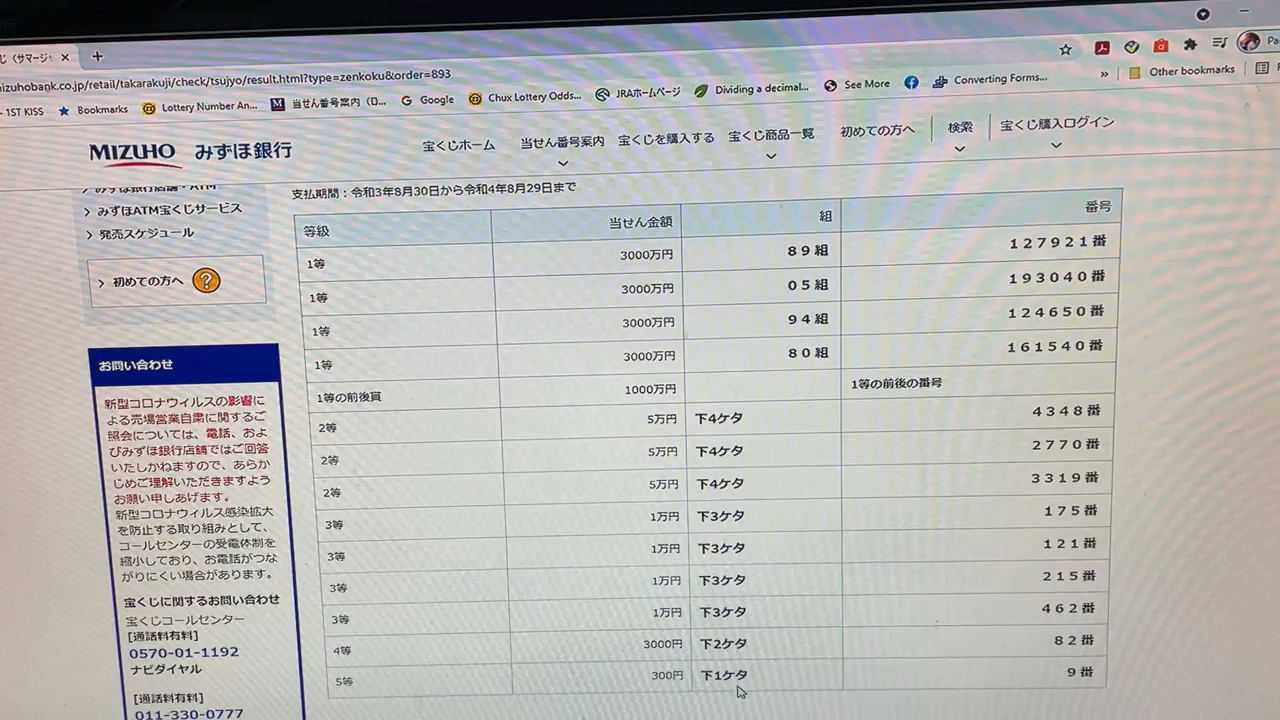 じ（サマージ
nizuhobank.co.jp/retail/takarakuji/check/tsujyo/result.html?type=zenkoku&order=893
- 1ST KISS
Bookmarks
Lottery Number An...
当せん番号案内（ロ...
Google
Chux Lottery Odds...
JRAホームページ
Dividing a decimal...
See More
Converting Forms...
»
Other bookmarks
MIZUHO みずほ銀行
宝くじホーム
当せん番号案内
宝くじを購入する
宝くじ商品一覧
初めての方へ
検索
宝くじ購入ログイン
みずほ銀行店舗・ATM
みずほATM宝くじサービス
発売スケジュール
初めての方へ ?
お問い合わせ
新型コロナウィルスの影響に
よる売場営業自粛に関するご
照会については、電話、およ
びみずほ銀行店舗ではご回答
いたしかねますので、あらか
じめご理解いただきますよう
お願い申しあげます。
新型コロナウィルス感染拡大
を防止する取り組みとして、
コールセンターの受電体制を
縮小しており、お電話がつな
がりにくい場合があります。
宝くじに関するお問い合わせ
宝くじコールセンター
[通話料有料]
0570-01-1192
ナビダイヤル
[通話料有料]
011-330-0777
支払期間：令和3年8月30日から令和4年8月29日まで
等級 当せん金額 組 番号
1等 3000万円 89組 127921番
1等 3000万円 05組 193040番
1等 3000万円 94組 124650番
1等 3000万円 80組 161540番
1等の前後賞 1000万円 1等の前後の番号
2等 5万円 下4ケタ 4348番
2等 5万円 下4ケタ 2770番
2等 5万円 下4ケタ 3319番
3等 1万円 下3ケタ 175番
3等 1万円 下3ケタ 121番
3等 1万円 下3ケタ 215番
3等 1万円 下3ケタ 462番
4等 3000円 下2ケタ 82番
5等 300円 下1ケタ 9番